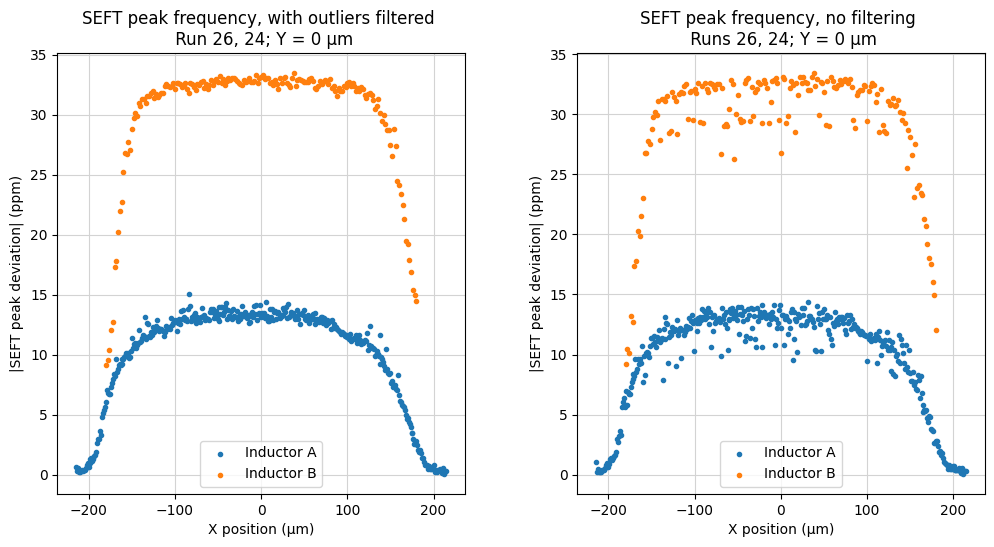 SEFT peak frequency, with outliers filtered
Run 26, 24; Y = 0 μm
35
30
25
20
15
10
5
0
|SEFT peak deviation| (ppm)
Inductor A
Inductor B
−200
−100
0
100
200
X position (μm)
SEFT peak frequency, no filtering
Runs 26, 24; Y = 0 μm
35
30
25
20
15
10
5
0
|SEFT peak deviation| (ppm)
Inductor A
Inductor B
−200
−100
0
100
200
X position (μm)